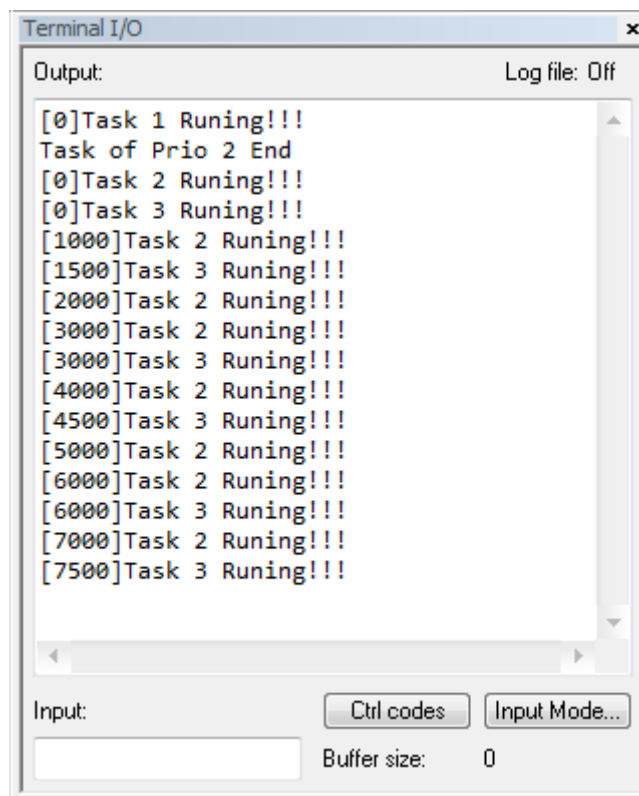 Terminal I/O x
Output: Log file: Off
[0]Task 1 Runing!!!
Task of Prio 2 End
[0]Task 2 Runing!!!
[0]Task 3 Runing!!!
[1000]Task 2 Runing!!!
[1500]Task 3 Runing!!!
[2000]Task 2 Runing!!!
[3000]Task 2 Runing!!!
[3000]Task 3 Runing!!!
[4000]Task 2 Runing!!!
[4500]Task 3 Runing!!!
[5000]Task 2 Runing!!!
[6000]Task 2 Runing!!!
[6000]Task 3 Runing!!!
[7000]Task 2 Runing!!!
[7500]Task 3 Runing!!!
Input: Ctrl codes Input Mode...
Buffer size: 0